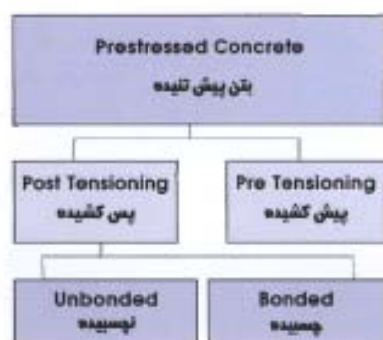 Prestressed Concrete
بتن پیش تنیده
Post Tensioning
پس کشیده
Pre Tensioning
پیش کشیده
Unbonded
نچسبیده
Bonded
چسبیده